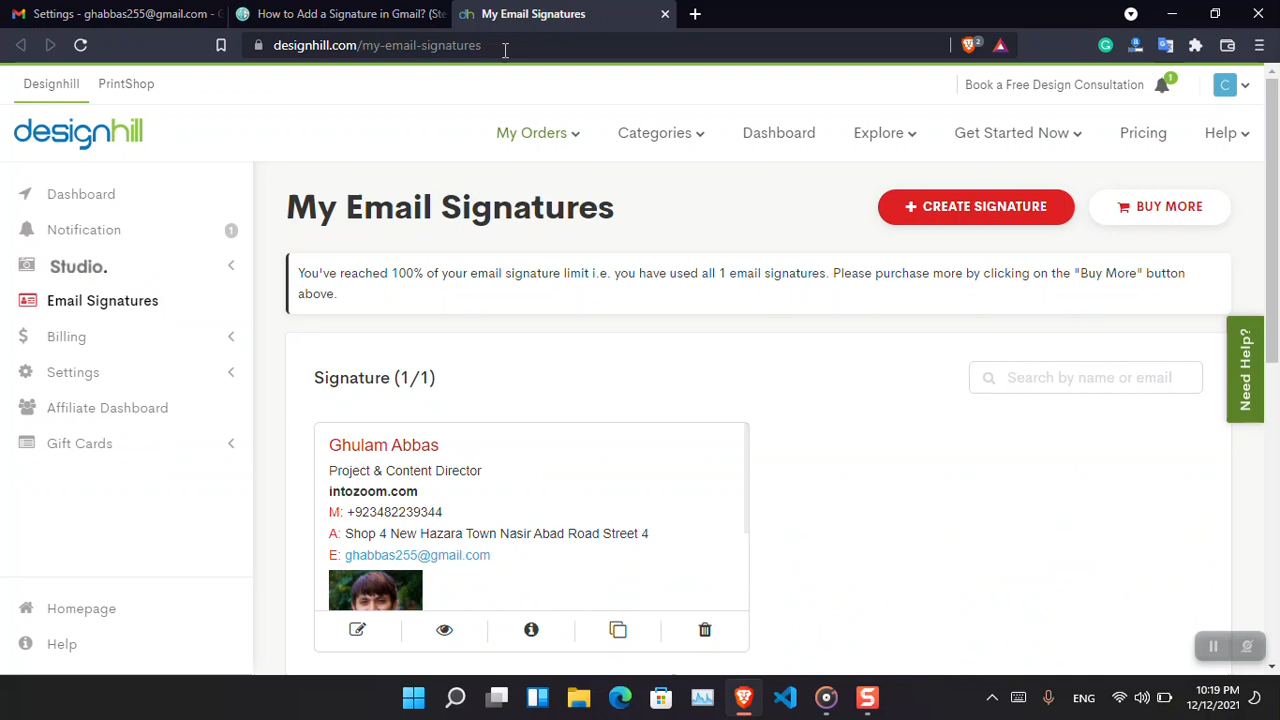 Settings - ghabbas255@gmail.com -
How to Add a Signature in Gmail? (Ste
dh My Email Signatures
designhill.com/my-email-signatures
2
Designhill
PrintShop
Book a Free Design Consultation
1
C
designhill
My Orders
Categories
Dashboard
Explore
Get Started Now
Pricing
Help
Dashboard
Notification
1
Studio.
Email Signatures
Billing
Settings
Affiliate Dashboard
Gift Cards
Homepage
Help
My Email Signatures
+ CREATE SIGNATURE
BUY MORE
You've reached 100% of your email signature limit i.e. you have used all 1 email signatures. Please purchase more by clicking on the "Buy More" button
above.
Signature (1/1)
Search by name or email
Need Help?
Ghulam Abbas
Project & Content Director
intozoom.com
M: +923482239344
A: Shop 4 New Hazara Town Nasir Abad Road Street 4
E: ghabbas255@gmail.com
ENG
10:19 PM
12/12/2021